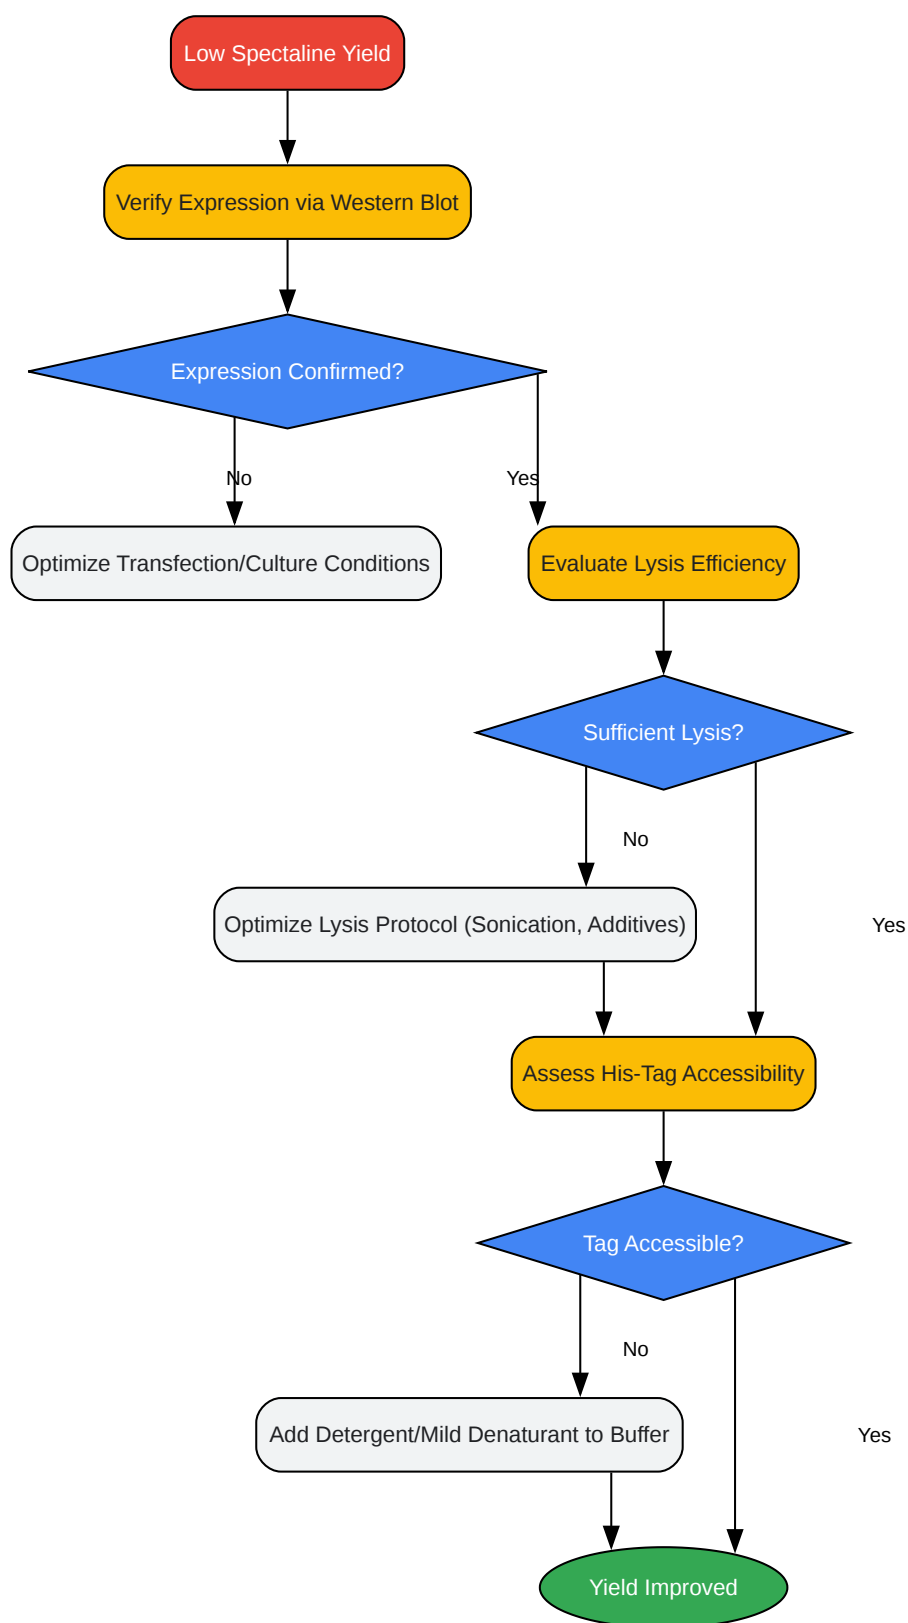 Low Spectaline Yield
Verify Expression via Western Blot
Expression Confirmed?
No
Yes
Optimize Transfection/Culture Conditions
Evaluate Lysis Efficiency
Sufficient Lysis?
No
Optimize Lysis Protocol (Sonication, Additives)
Yes
Assess His-Tag Accessibility
Tag Accessible?
No
Add Detergent/Mild Denaturant to Buffer
Yes
Yield Improved